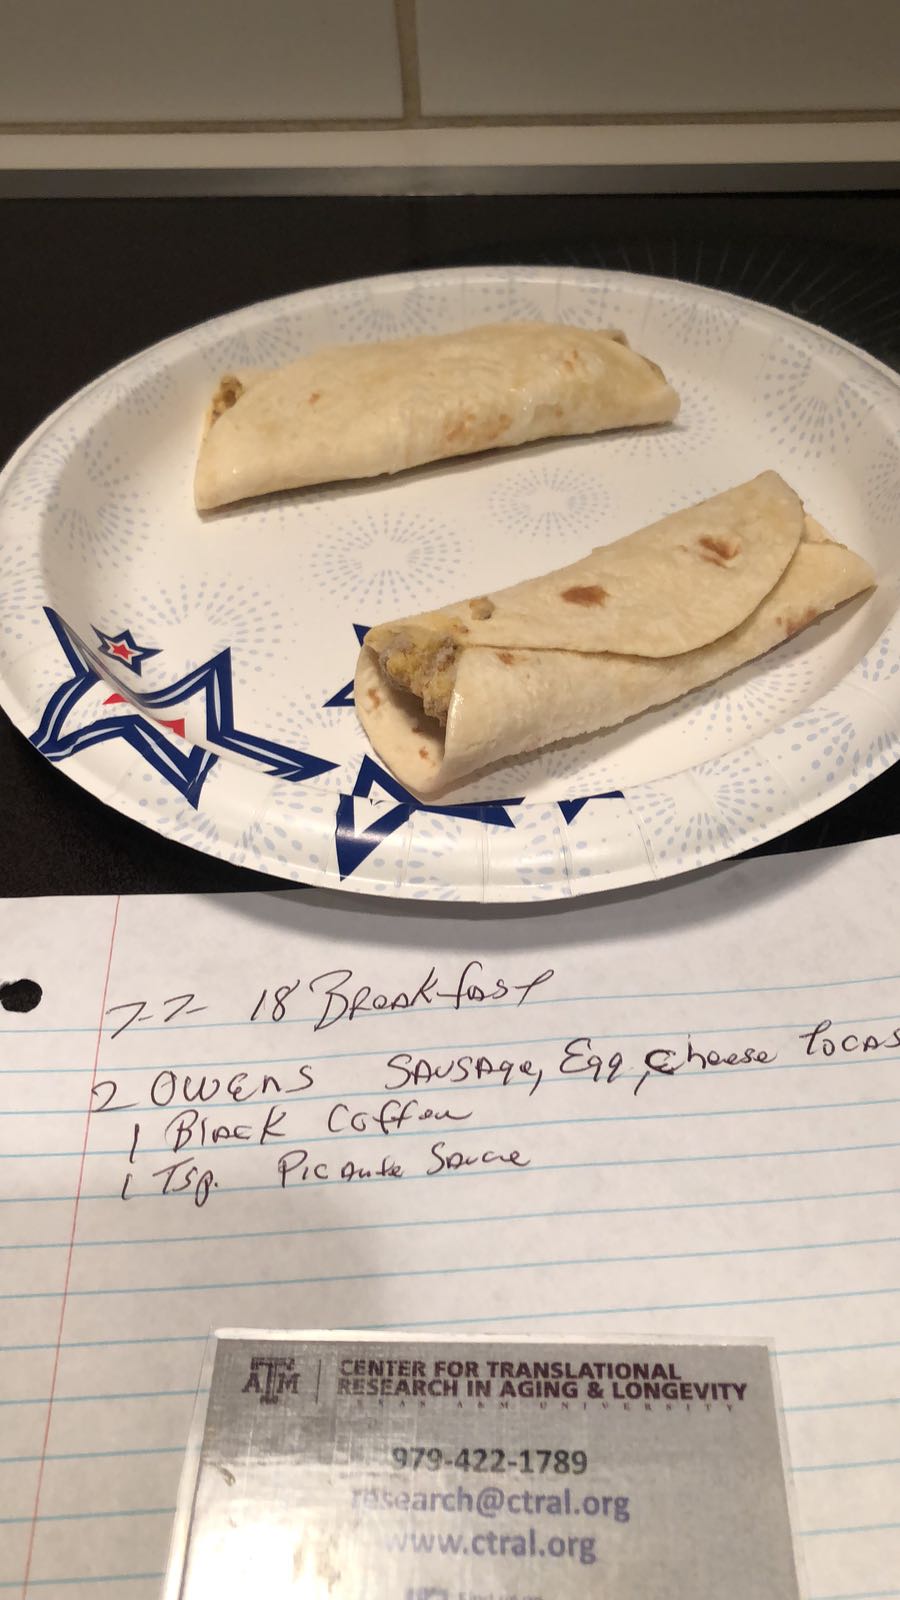 7-7- 18 Breakfast
2 OWENS SAUSAge, Egg, Cheese Tocas
1 Black Coffee
1 Tsp. Picante Sauce
ATM
CENTER FOR TRANSLATIONAL
RESEARCH IN AGING & LONGEVITY
TEXAS A&M UNIVERSITY
979-422-1789
research@ctral.org
www.ctral.org